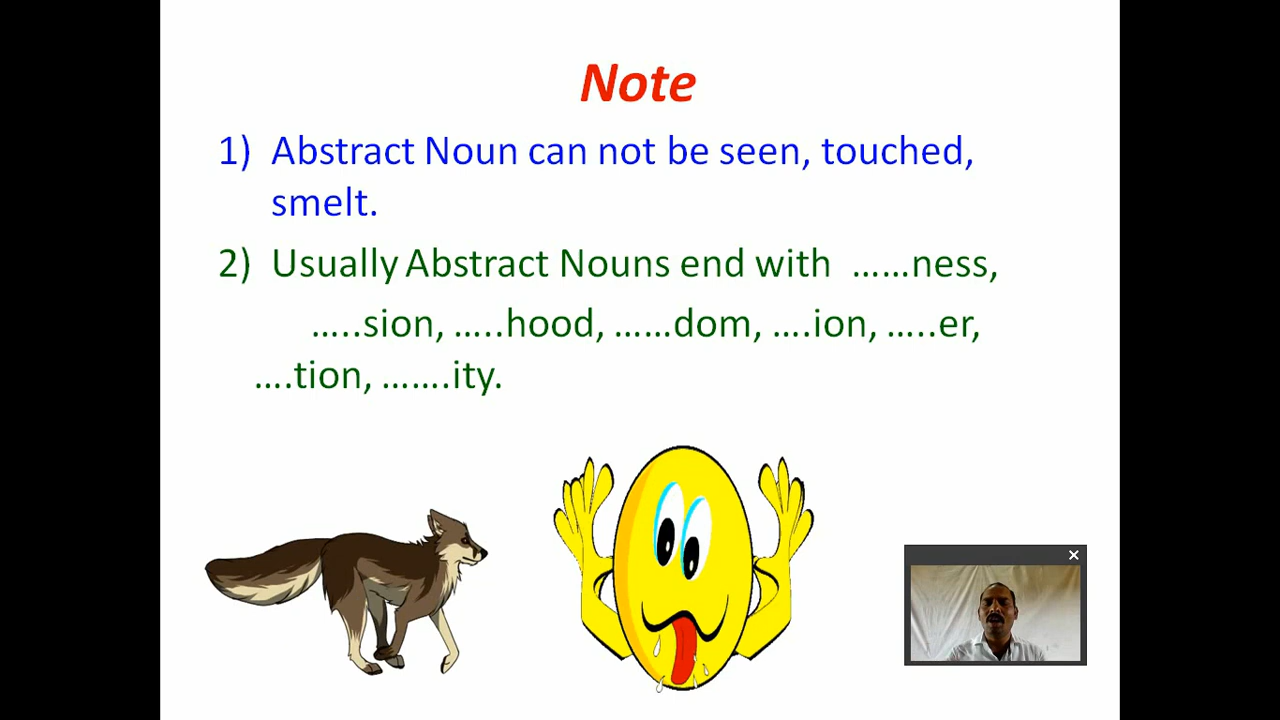 Note
1) Abstract Noun can not be seen, touched,
smelt.
2) Usually Abstract Nouns end with ……ness,
…..sion, …..hood, ……dom, ….ion, …..er,
….tion, …….ity.